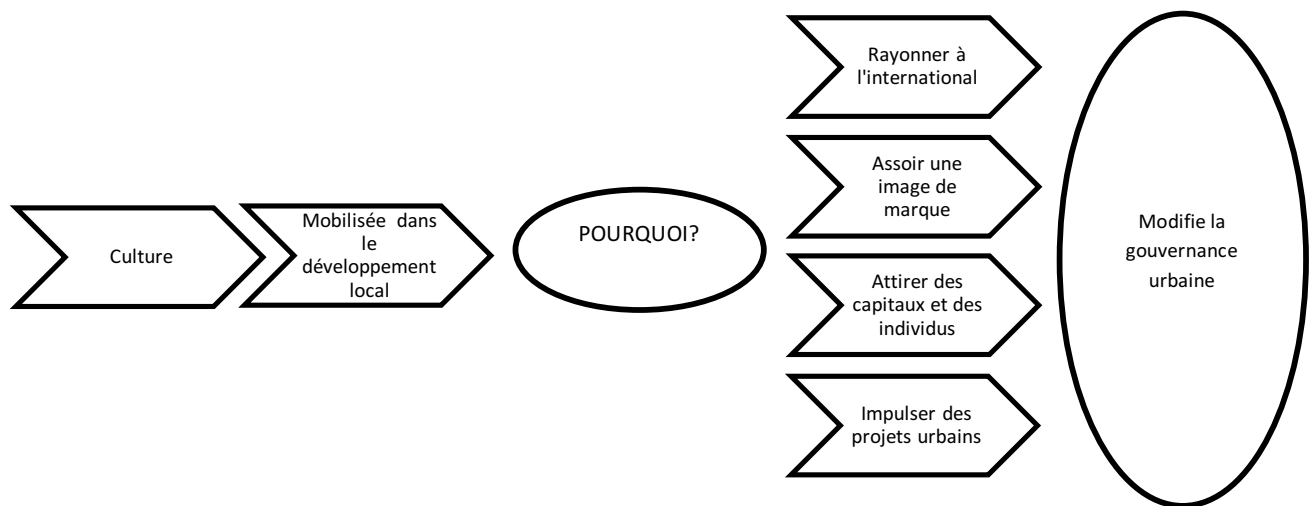 Culture
Mobilisée dans
le
développement
local
POURQUOI?
Rayonner à
l'international
Assoir une
image de
marque
Attirer des
capitaux et des
individus
Impulser des
projets urbains
Modifie la
gouvernance
urbaine